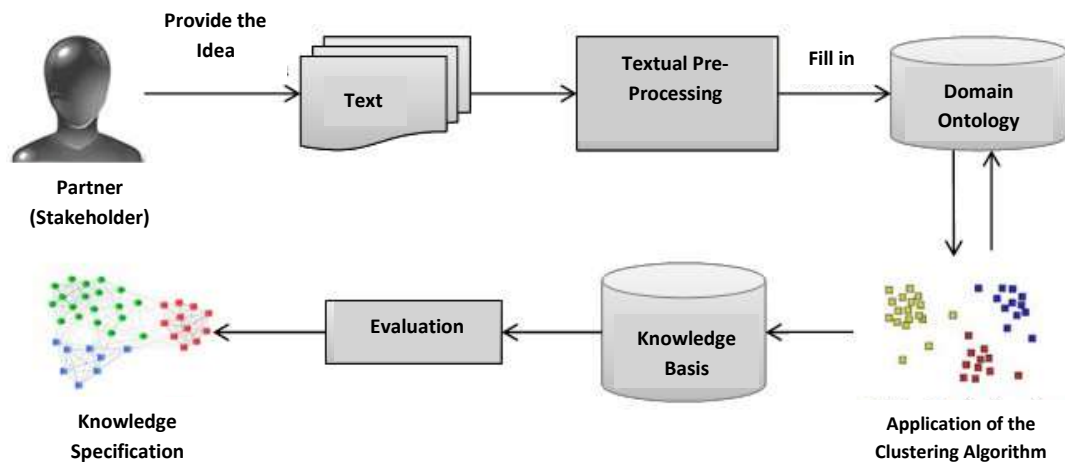 Provide the
Idea
Text
Textual Pre-
Processing
Fill in
Domain
Ontology
Partner
(Stakeholder)
Knowledge
Specification
Evaluation
Knowledge
Basis
Application of the
Clustering Algorithm